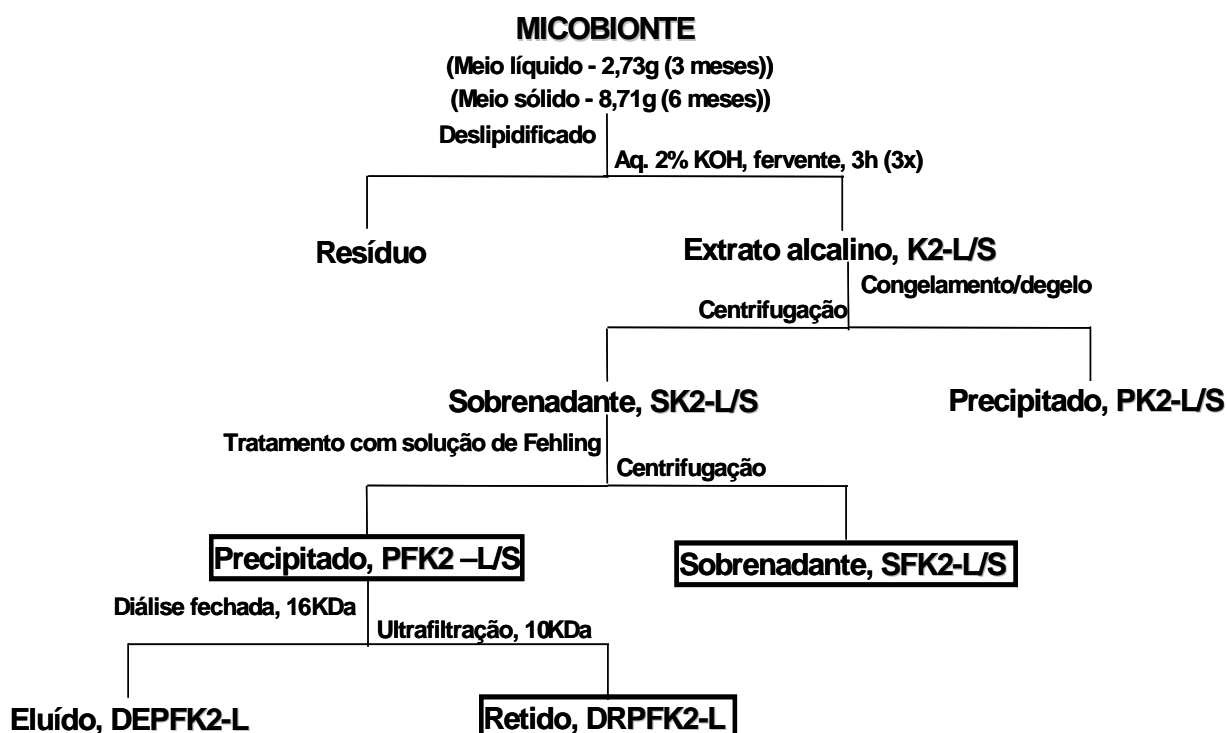 MICOBIONTE
(Meio líquido - 2,73g (3 meses))
(Meio sólido - 8,71g (6 meses))
Deslipidificado
Aq. 2% KOH, fervente, 3h (3x)
Resíduo
Extrato alcalino, K2-L/S
Congelamento/degelo
Centrifugação
Sobrenadante, SK2-L/S
Precipitado, PK2-L/S
Tratamento com solução de Fehling
Centrifugação
Precipitado, PFK2 –L/S
Sobrenadante, SFK2-L/S
Diálise fechada, 16KDa
Ultrafiltração, 10KDa
Eluído, DEPFK2-L
Retido, DRPFK2-L